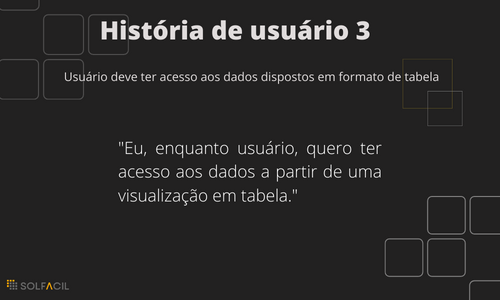 História de usuário 3
Usuário deve ter acesso aos dados dispostos em formato de tabela
"Eu, enquanto usuário, quero ter
acesso aos dados a partir de uma
visualização em tabela."
SOLFACIL